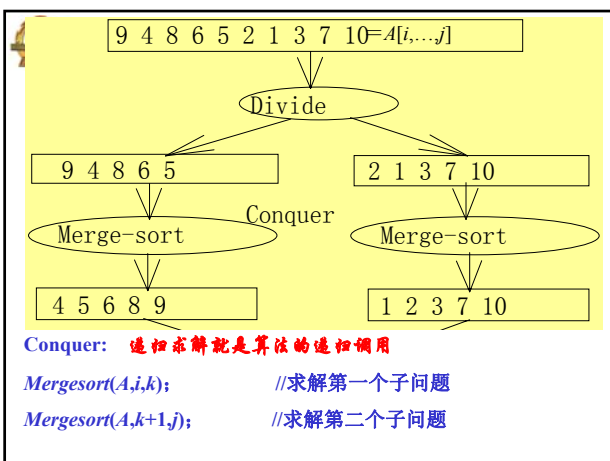 9 4 8 6 5 2 1 3 7 10=A[i,…,j]
Divide
9 4 8 6 5
2 1 3 7 10
Conquer
Merge-sort
Merge-sort
4 5 6 8 9
1 2 3 7 10
Conquer: 递归求解就是算法的递归调用
Mergesort(A,i,k); //求解第一个子问题
Mergesort(A,k+1,j); //求解第二个子问题